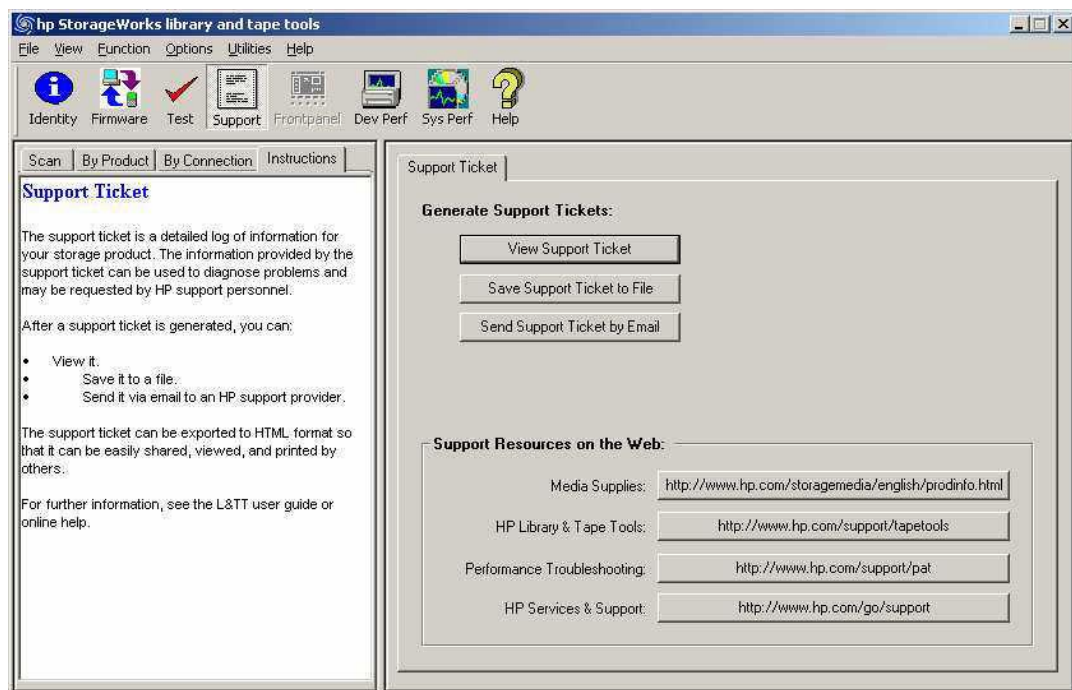 hp StorageWorks library and tape tools
File View Function Options Utilities Help
Identity Firmware Test Support Frontpanel Dev Perf Sys Perf Help
Scan By Product By Connection Instructions
Support Ticket
The support ticket is a detailed log of information for
your storage product. The information provided by the
support ticket can be used to diagnose problems and
may be requested by HP support personnel.
After a support ticket is generated, you can:
• View it.
• Save it to a file.
• Send it via email to an HP support provider.
The support ticket can be exported to HTML format so
that it can be easily shared, viewed, and printed by
others.
For further information, see the L&TT user guide or
online help.
Support Ticket
Generate Support Tickets:
View Support Ticket
Save Support Ticket to File
Send Support Ticket by Email
Support Resources on the Web:
Media Supplies: http://www.hp.com/storagemedia/english/prodinfo.html
HP Library & Tape Tools: http://www.hp.com/support/tapetools
Performance Troubleshooting: http://www.hp.com/support/pat
HP Services & Support: http://www.hp.com/go/support